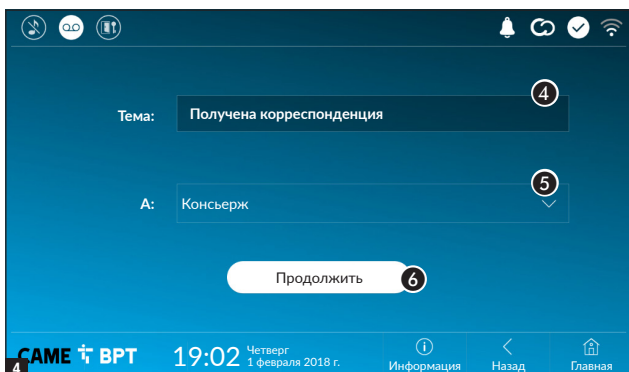 4
Тема: Получена корреспонденция
5
А: Консьерж
Продолжить 6
4
CAME BPT 19:02 Четверг
1 февраля 2018 г.
Информация Назад Главная